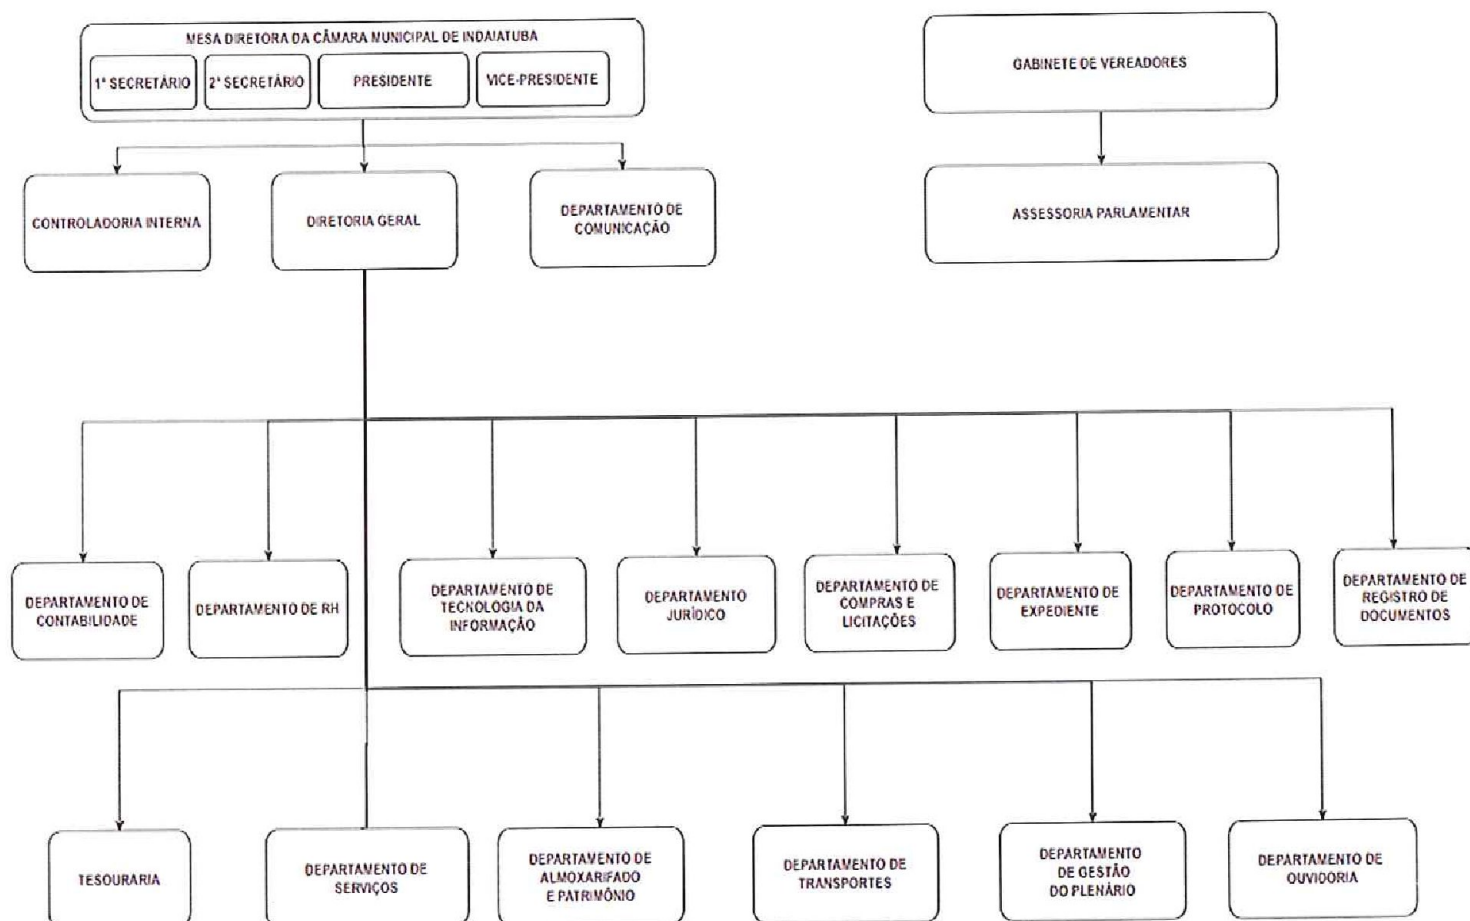 MESA DIRETORA DA CÂMARA MUNICIPAL DE INDAIATUBA
1º SECRETÁRIO
2º SECRETÁRIO
PRESIDENTE
VICE-PRESIDENTE
GABINETE DE VEREADORES
CONTROLADORIA INTERNA
DIRETORIA GERAL
DEPARTAMENTO DE
COMUNICAÇÃO
ASSESSORIA PARLAMENTAR
DEPARTAMENTO DE
CONTABILIDADE
DEPARTAMENTO DE RH
DEPARTAMENTO DE
TECNOLOGIA DA
INFORMAÇÃO
DEPARTAMENTO
JURÍDICO
DEPARTAMENTO DE
COMPRAS E
LICITAÇÕES
DEPARTAMENTO DE
EXPEDIENTE
DEPARTAMENTO
DE PROTOCOLO
DEPARTAMENTO DE
REGISTRO DE
DOCUMENTOS
TESOURARIA
DEPARTAMENTO DE
SERVIÇOS
DEPARTAMENTO DE
ALMOXARIFADO
E PATRIMÔNIO
DEPARTAMENTO DE
TRANSPORTES
DEPARTAMENTO
DE GESTÃO
DO PLENÁRIO
DEPARTAMENTO DE
OUVIDORIA